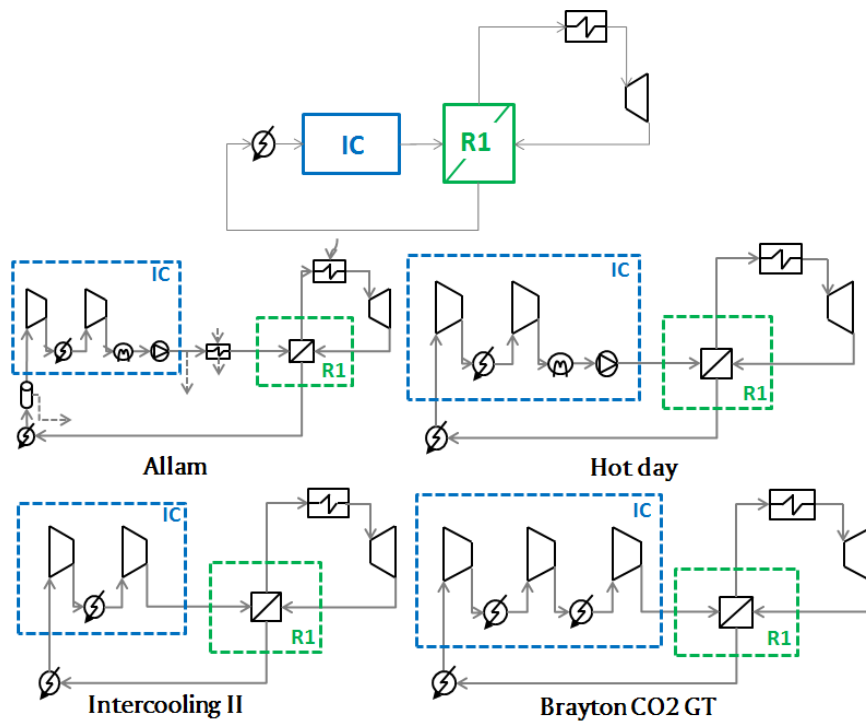 IC
R1
IC
R1
Allam
IC
R1
Hot day
IC
R1
Intercooling II
IC
R1
Brayton CO2 GT